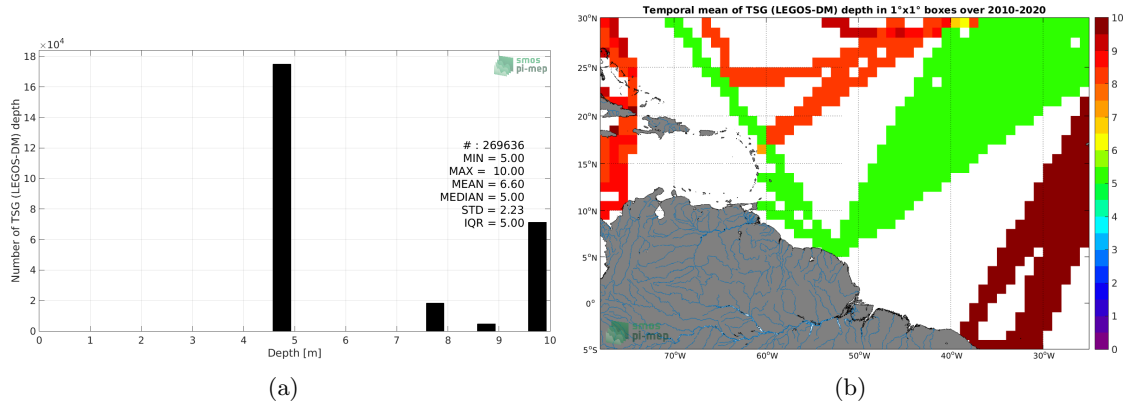 ×10⁴
18
16
14
12
10
8
6
4
2
0
Number of TSG (LEGOS-DM) depth
smos
pi-mep
# : 269636
MIN = 5.00
MAX = 10.00
MEAN = 6.60
MEDIAN = 5.00
STD = 2.23
IQR = 5.00
0 1 2 3 4 5 6 7 8 9 10
Depth [m]
(a)
Temporal mean of TSG (LEGOS-DM) depth in 1°x1° boxes over 2010-2020
30°N
25°N
20°N
15°N
10°N
5°N
0°
5°S
70°W 60°W 50°W 40°W 30°W
smos
pi-mep
10
9
8
7
6
5
4
3
2
1
0
(b)